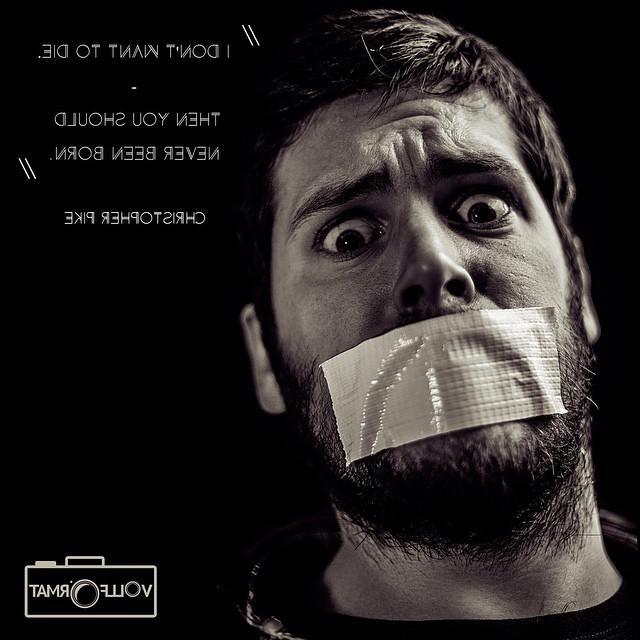 "
I DON'T WANT TO DIE.
-
THEN YOU SHOULD
NEVER BEEN BORN.
"
CHRISTOPHER PIKE
VOLLFORMAT